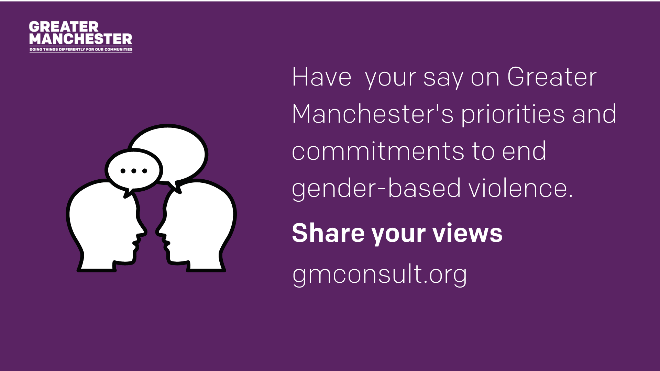 GREATER
MANCHESTER
DOING THINGS DIFFERENTLY FOR OUR COMMUNITIES
Have  your say on Greater
Manchester's priorities and
commitments to end
gender-based violence.
Share your views
gmconsult.org